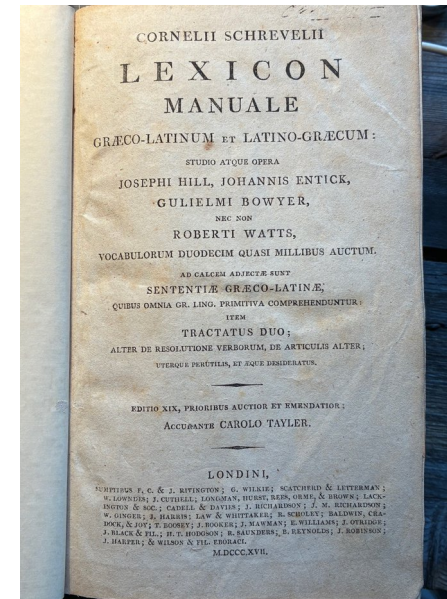 CORNELII SCHREVELII
LEXICON
MANUALE
GRÆCO-LATINUM ET LATINO-GRÆCUM:
STUDIO ATQUE OPERA
JOSEPHI HILL, JOHANNIS ENTICK,
GULIELMI BOWYER,
NEC NON
ROBERTI WATTS,
VOCABULORUM DUODECIM QUASI MILLIBUS AUCTUM.
AD CALCEM ADJECTÆ SUNT
SENTENTIÆ GRÆCO-LATINÆ,
QUIBUS OMNIA GR. LING. PRIMITIVA COMPREHENDUNTUR:
ITEM
TRACTATUS DUO;
ALTER DE RESOLUTIONE VERBORUM, DE ARTICULIS ALTER;
UTERQUE PERUTILIS, ET ÆQUE DESIDERATUS.
EDITIO XIX, PRIORIBUS AUCTIOR ET EMENDATIOR;
ACCURANTE CAROLO TAYLER.
LONDINI,
SUMPTIBUS F. C. & J. RIVINGTON; G. WILKIE; SCATCHERD & LETTERMAN;
W. LOWNDES; J. CUTHELL; LONGMAN, HURST, REES, ORME, & BROWN; LACK-
INGTON & SOC.; CADELL & DAVIES; J. RICHARDSON; J. M. RICHARDSON;
W. GINGER; J. HARRIS; LAW & WHITTAKER; R. SCHOLEY; BALDWIN, CRA-
DOCK, & JOY; T. BOOSEY; J. BOOKER; J. MAWMAN; E. WILLIAMS; J. OTRIDGE;
J. BLACK & FIL.; H. T. HODGSON; R. SAUNDERS; E. REYNOLDS; J. ROBINSON;
J. HARPER; & WILSON & FIL. EBORACI.
M.DCCC.XVII.